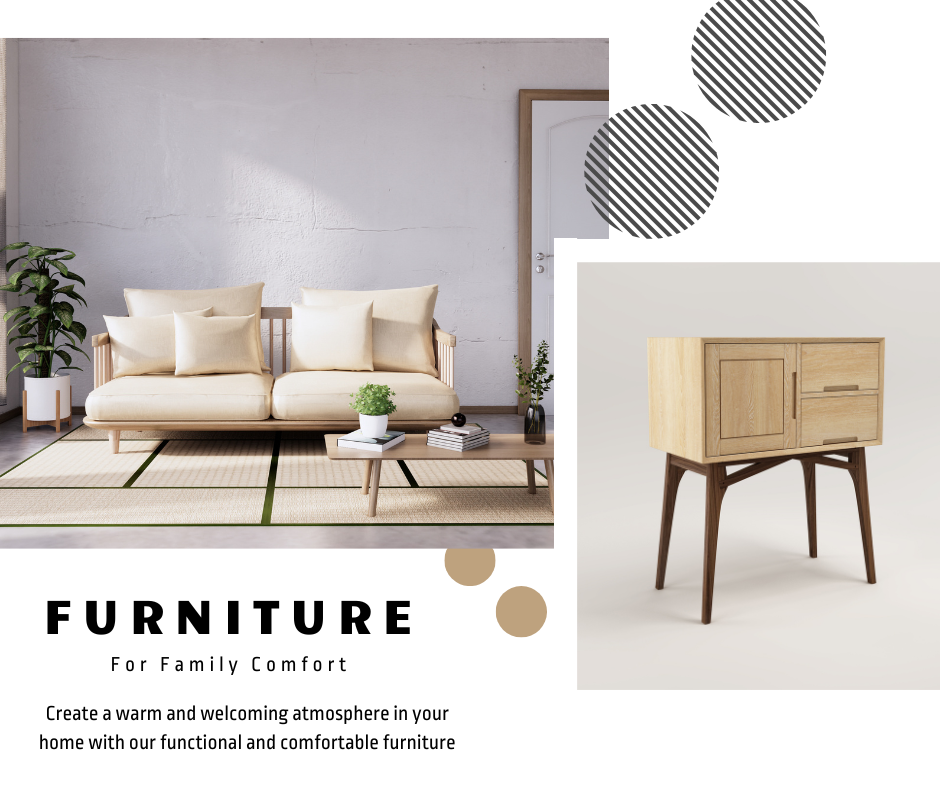 FURNITURE
For Family Comfort
Create a warm and welcoming atmosphere in your
home with our functional and comfortable furniture